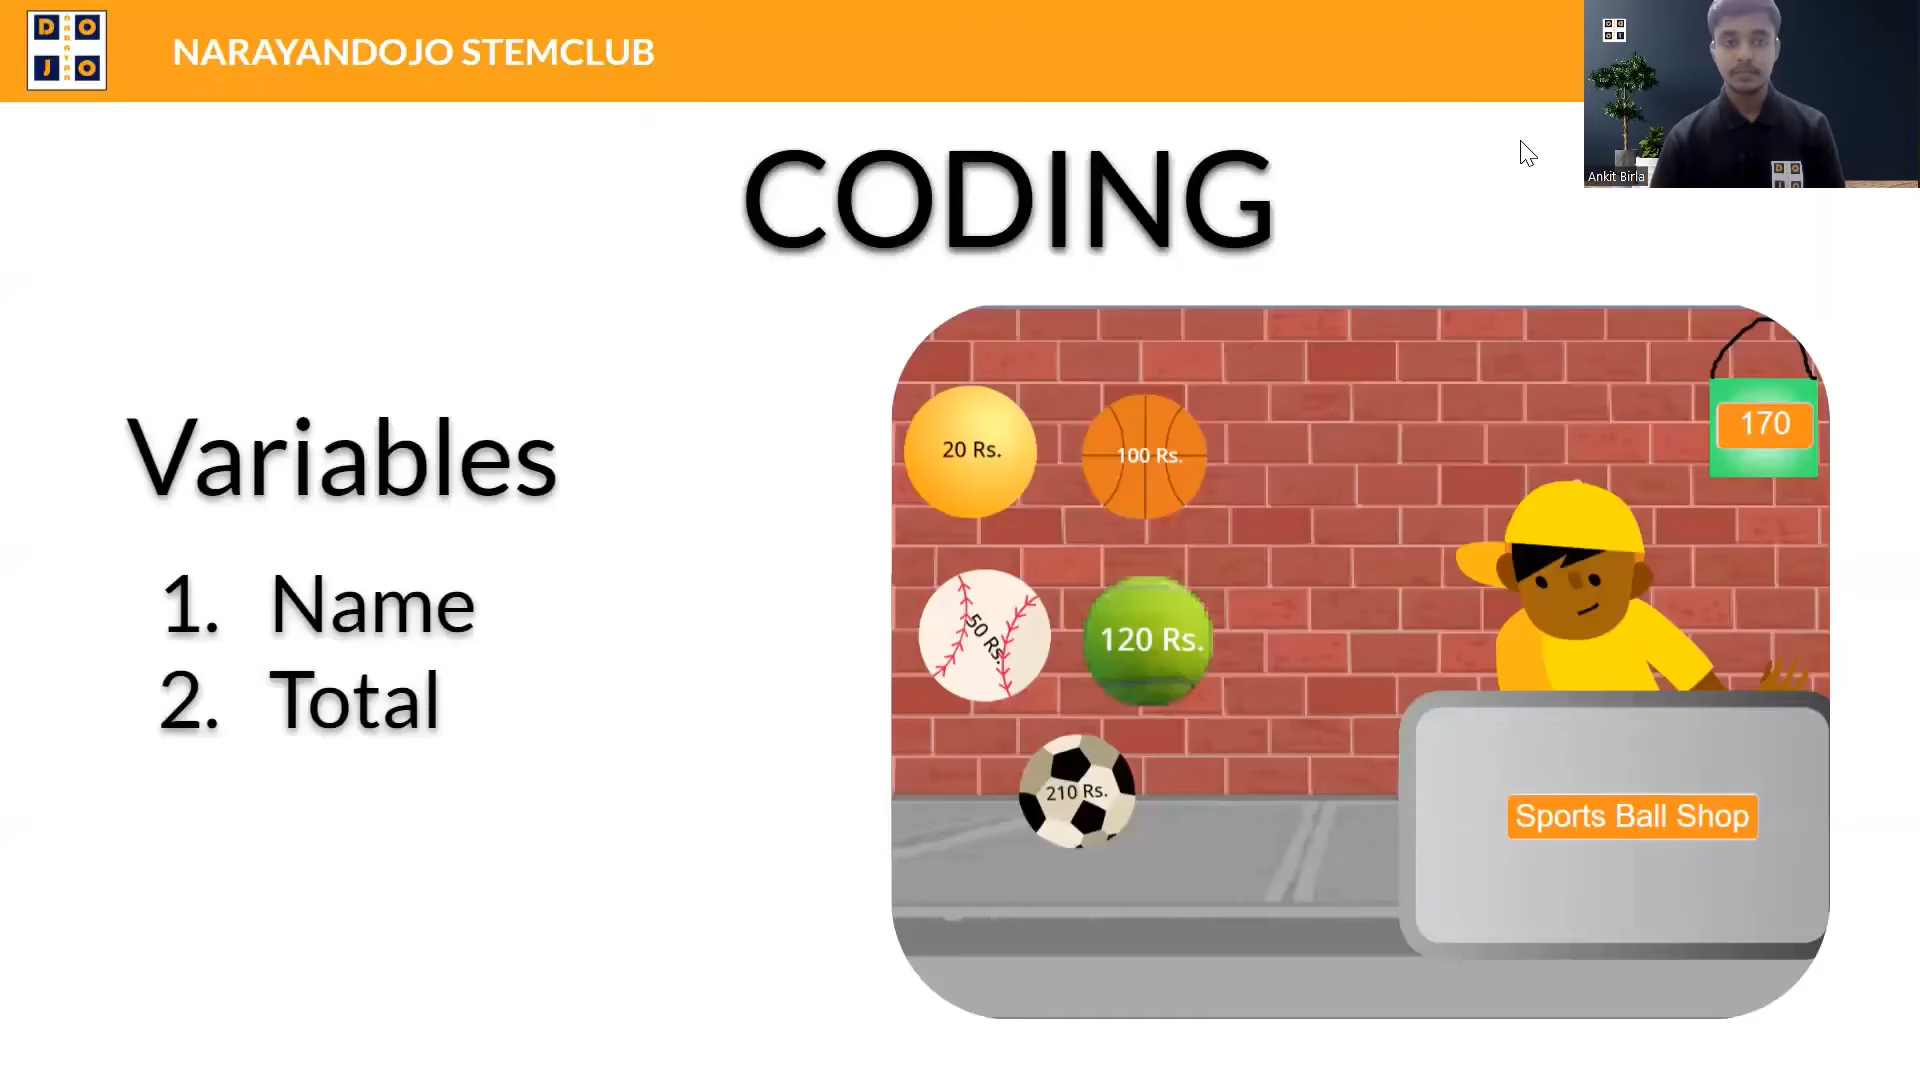 D O
NARAYAN
J O
NARAYANDOJO STEMCLUB
Ankit Birla
CODING
Variables
1. Name
2. Total
170
20 Rs.
100 Rs.
50 Rs.
120 Rs.
210 Rs.
Sports Ball Shop